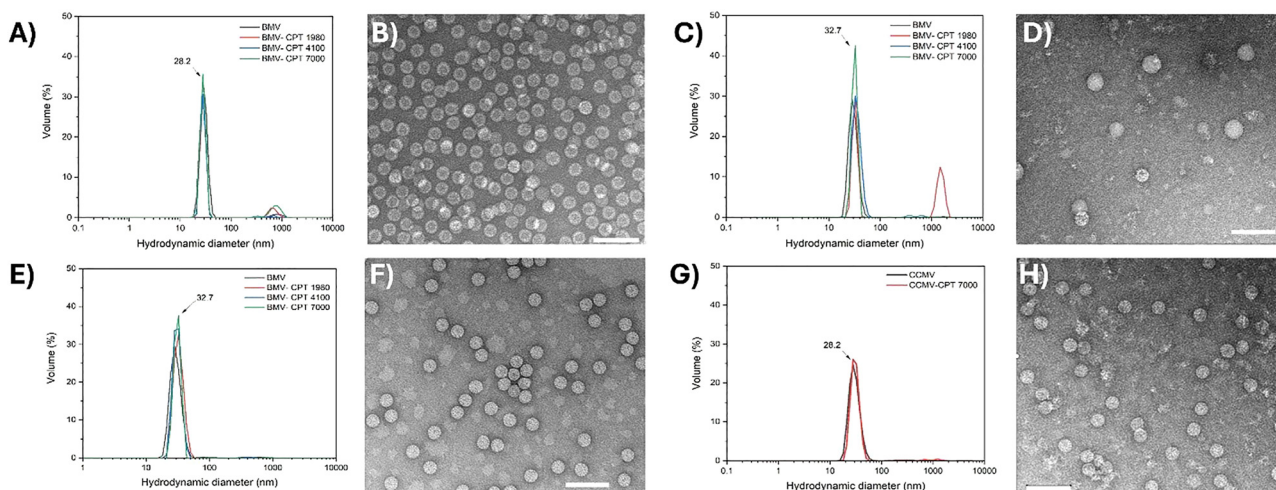 A)
50
40
30
20
10
0
Volume (%)
28.2
BMV
BMV- CPT 1980
BMV- CPT 4100
BMV- CPT 7000
0.1 1 10 100 1000 10000
Hydrodynamic diameter (nm)
B)
C)
50
40
30
20
10
0
Volume (%)
32.7
BMV
BMV- CPT 1980
BMV- CPT 4100
BMV- CPT 7000
0.1 1 10 100 1000 10000
Hydrodynamic diameter (nm)
D)
E)
50
40
30
20
10
0
Volume (%)
32.7
BMV
BMV- CPT 1980
BMV- CPT 4100
BMV- CPT 7000
1 10 100 1000 10000
Hydrodynamic diameter (nm)
F)
G)
50
40
30
20
10
0
Volume (%)
28.2
CCMV
CCMV-CPT 7000
0.1 1 10 100 1000 10000
Hydrodynamic diameter (nm)
H)